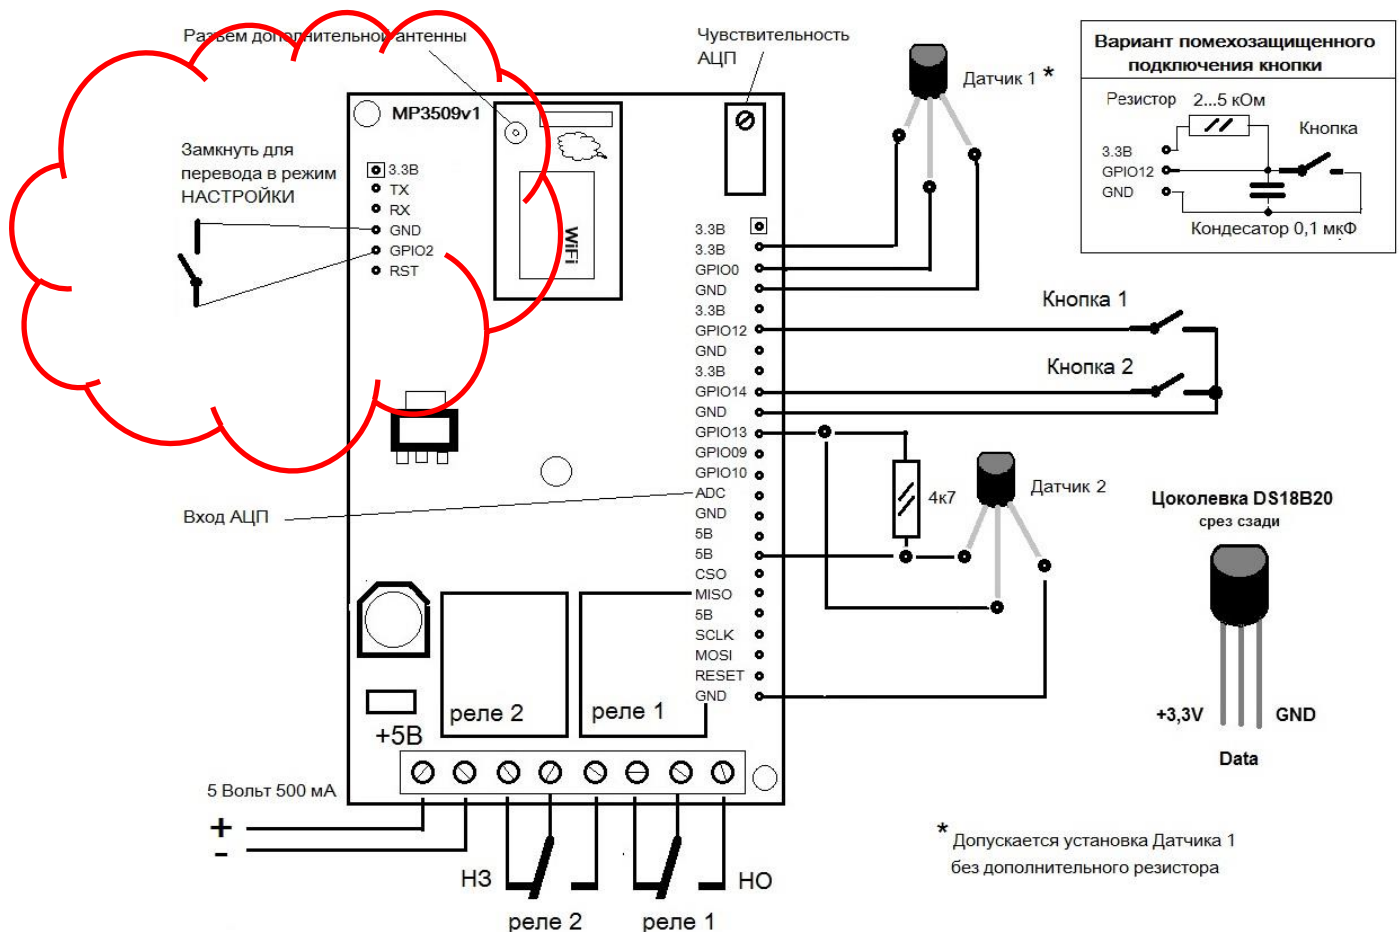 Разъем дополнительной антенны
Чувствительность
АЦП
Датчик 1 *
Вариант помехозащищенного
подключения кнопки
Резистор 2...5 кОм
Кнопка
3.3В
GPIO12
GND
Кондесатор 0,1 мкФ
MP3509v1
Замкнуть для
перевода в режим
НАСТРОЙКИ
3.3В
TX
RX
GND
GPIO2
RST
WiFi
3.3В
3.3В
GPIO0
GND
3.3В
GPIO12
GND
3.3В
GPIO14
GND
GPIO13
GPIO09
GPIO10
ADC
GND
5В
5В
CSO
MISO
5В
SCLK
MOSI
RESET
GND
Кнопка 1
Кнопка 2
4к7
Датчик 2
Вход АЦП
Цоколевка DS18B20
срез сзади
+3,3V
GND
Data
реле 2
реле 1
+5В
5 Вольт 500 мА
+
-
НЗ
НО
реле 2
реле 1
* Допускается установка Датчика 1
без дополнительного резистора